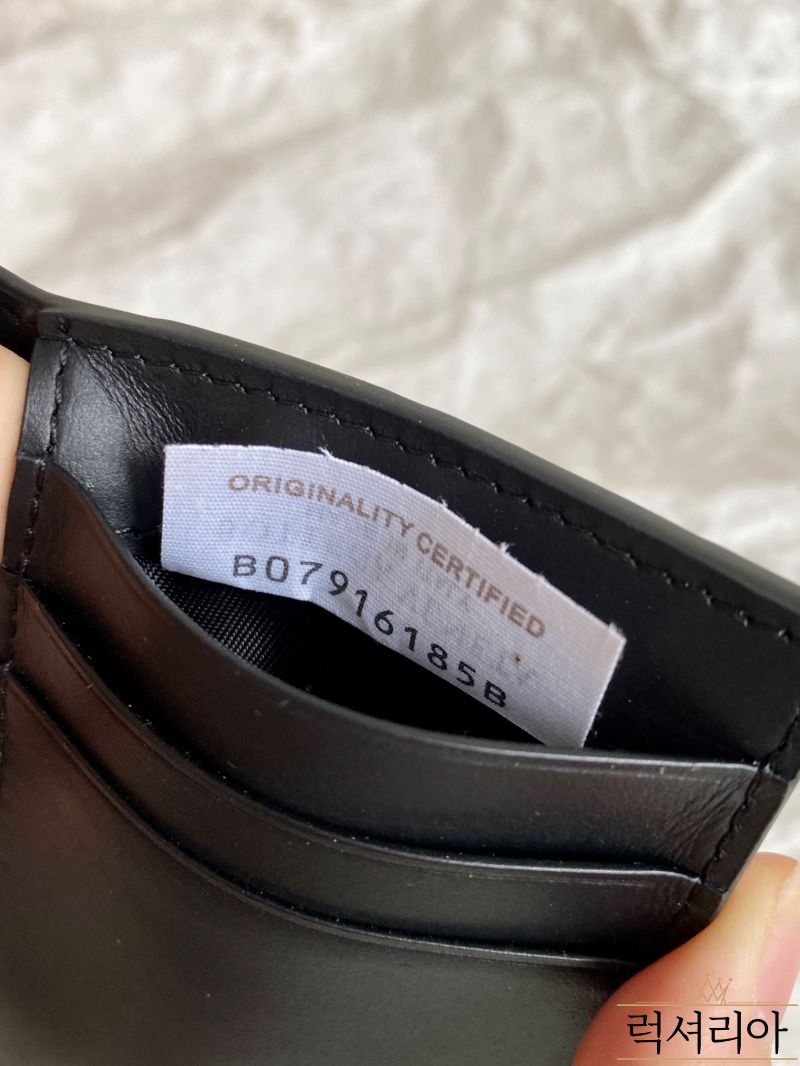 ORIGINALITY CERTIFIED
B07916185B
럭셔리아